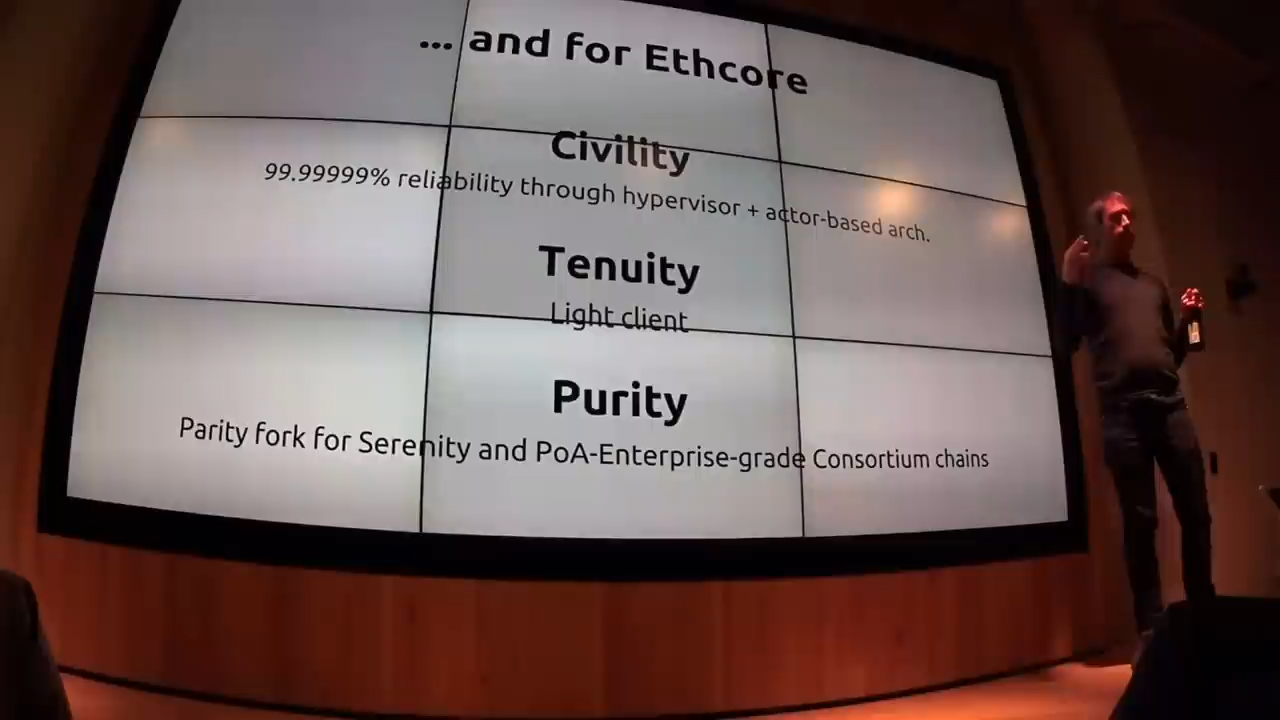 ... and for Ethcore
Civility
99.99999% reliability through hypervisor + actor-based arch.
Tenuity
Light client
Purity
Parity fork for Serenity and PoA-Enterprise-grade Consortium chains